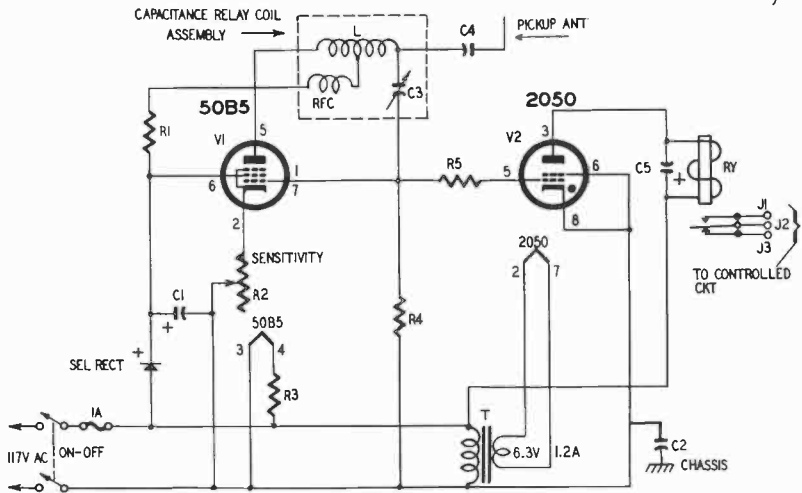 CAPACITANCE RELAY COIL
ASSEMBLY
L
C4
PICKUP ANT
RFC
C3
50B5
2050
R1
V1
5
6
1
7
2
R5
V2
3
5
6
8
C5
+
RY
J1
J2
J3
TO CONTROLLED
CKT
SENSITIVITY
R2
C1
+
2050
2 7
50B5
3 4
R4
R3
+
SEL RECT
1A
117V AC
ON-OFF
T
6.3V
1.2A
C2
CHASSIS